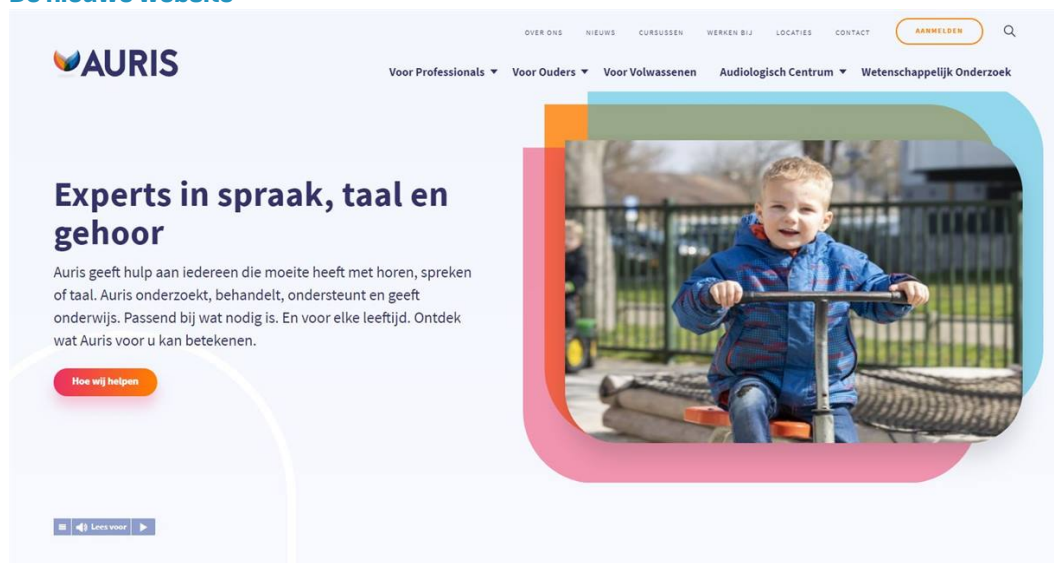 De nieuwe website
OVER ONS NIEUWS CURSUSSEN WERKEN BIJ LOCATIES CONTACT AANMELDEN
AURIS
Voor Professionals Voor Ouders Voor Volwassenen Audiologisch Centrum Wetenschappelijk Onderzoek
Experts in spraak, taal en
gehoor
Auris geeft hulp aan iedereen die moeite heeft met horen, spreken
of taal. Auris onderzoekt, behandelt, ondersteunt en geeft
onderwijs. Passend bij wat nodig is. En voor elke leeftijd. Ontdek
wat Auris voor u kan betekenen.
Hoe wij helpen
Lees voor